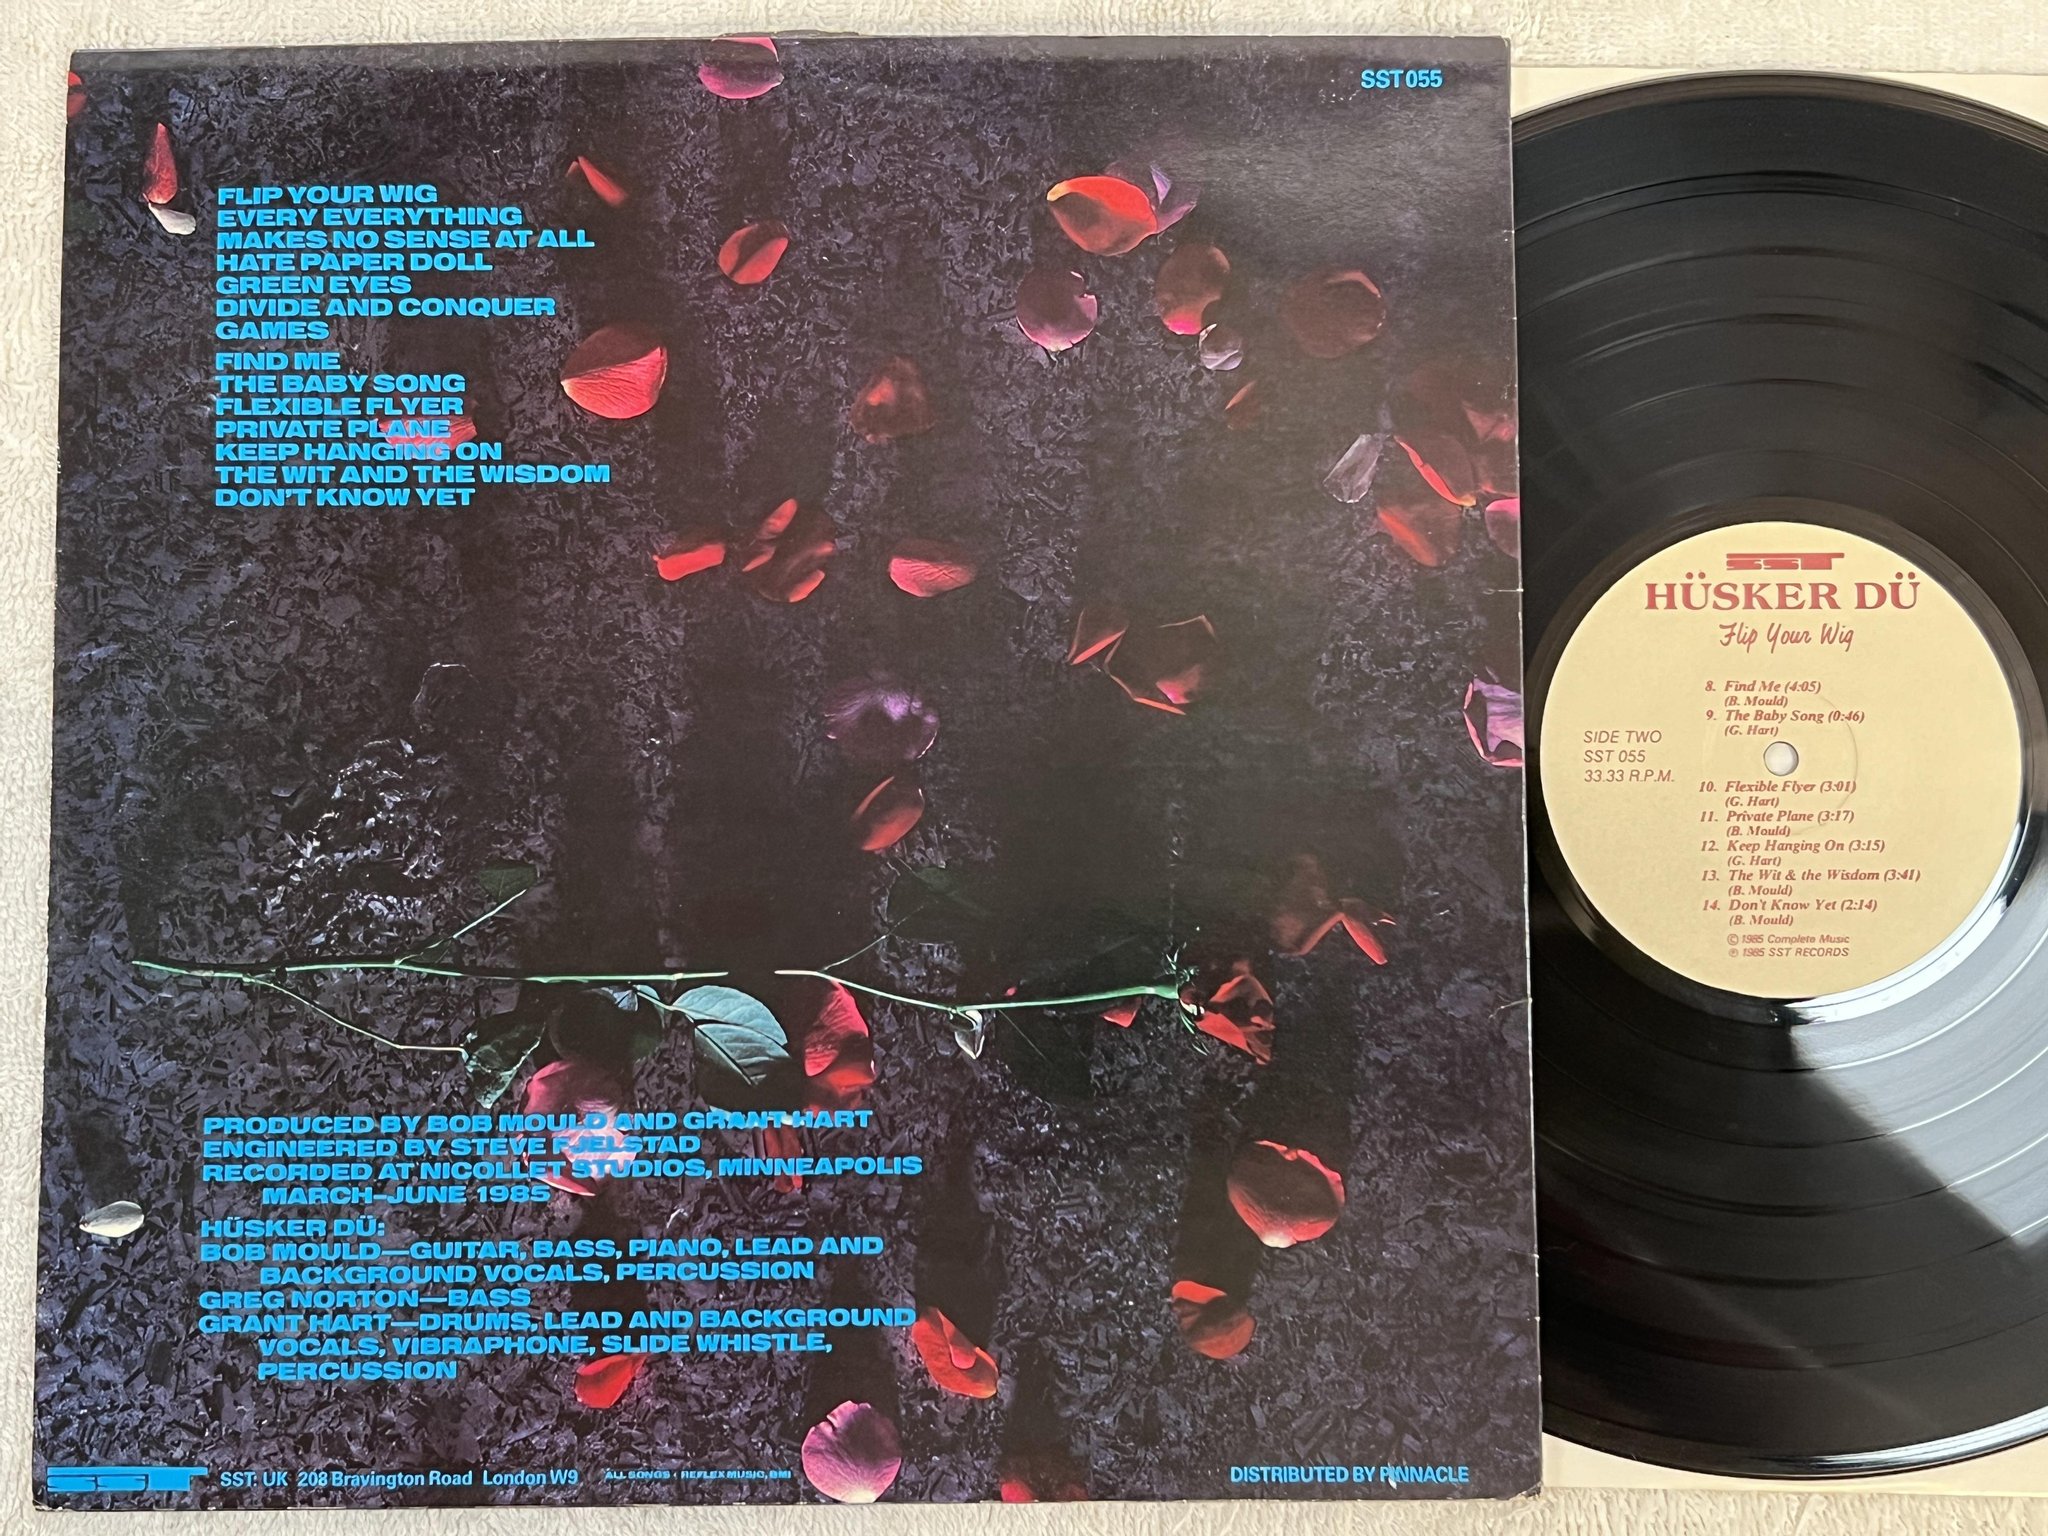 SST 055
FLIP YOUR WIG
EVERY EVERYTHING
MAKES NO SENSE AT ALL
HATE PAPER DOLL
GREEN EYES
DIVIDE AND CONQUER
GAMES
FIND ME
THE BABY SONG
FLEXIBLE FLYER
PRIVATE PLANE
KEEP HANGING ON
THE WIT AND THE WISDOM
DON'T KNOW YET
PRODUCED BY BOB MOULD AND GRANT HART
ENGINEERED BY STEVE FJELSTAD
RECORDED AT NICOLLET STUDIOS, MINNEAPOLIS
MARCH–JUNE 1985
HÜSKER DÜ:
BOB MOULD—GUITAR, BASS, PIANO, LEAD AND
BACKGROUND VOCALS, PERCUSSION
GREG NORTON—BASS
GRANT HART—DRUMS, LEAD AND BACKGROUND
VOCALS, VIBRAPHONE, SLIDE WHISTLE,
PERCUSSION
SST SST: UK 208 Bravington Road London W9 ALL SONGS · REFLEX MUSIC, BMI DISTRIBUTED BY PINNACLE
SST
HÜSKER DÜ
Flip Your Wig
8. Find Me (4:05)
(B. Mould)
9. The Baby Song (0:46)
(G. Hart)
SIDE TWO
SST 055
33.33 R.P.M.
10. Flexible Flyer (3:01)
(G. Hart)
11. Private Plane (3:17)
(B. Mould)
12. Keep Hanging On (3:15)
(G. Hart)
13. The Wit & the Wisdom (3:41)
(B. Mould)
14. Don't Know Yet (2:14)
(B. Mould)
© 1985 Complete Music
℗ 1985 SST RECORDS